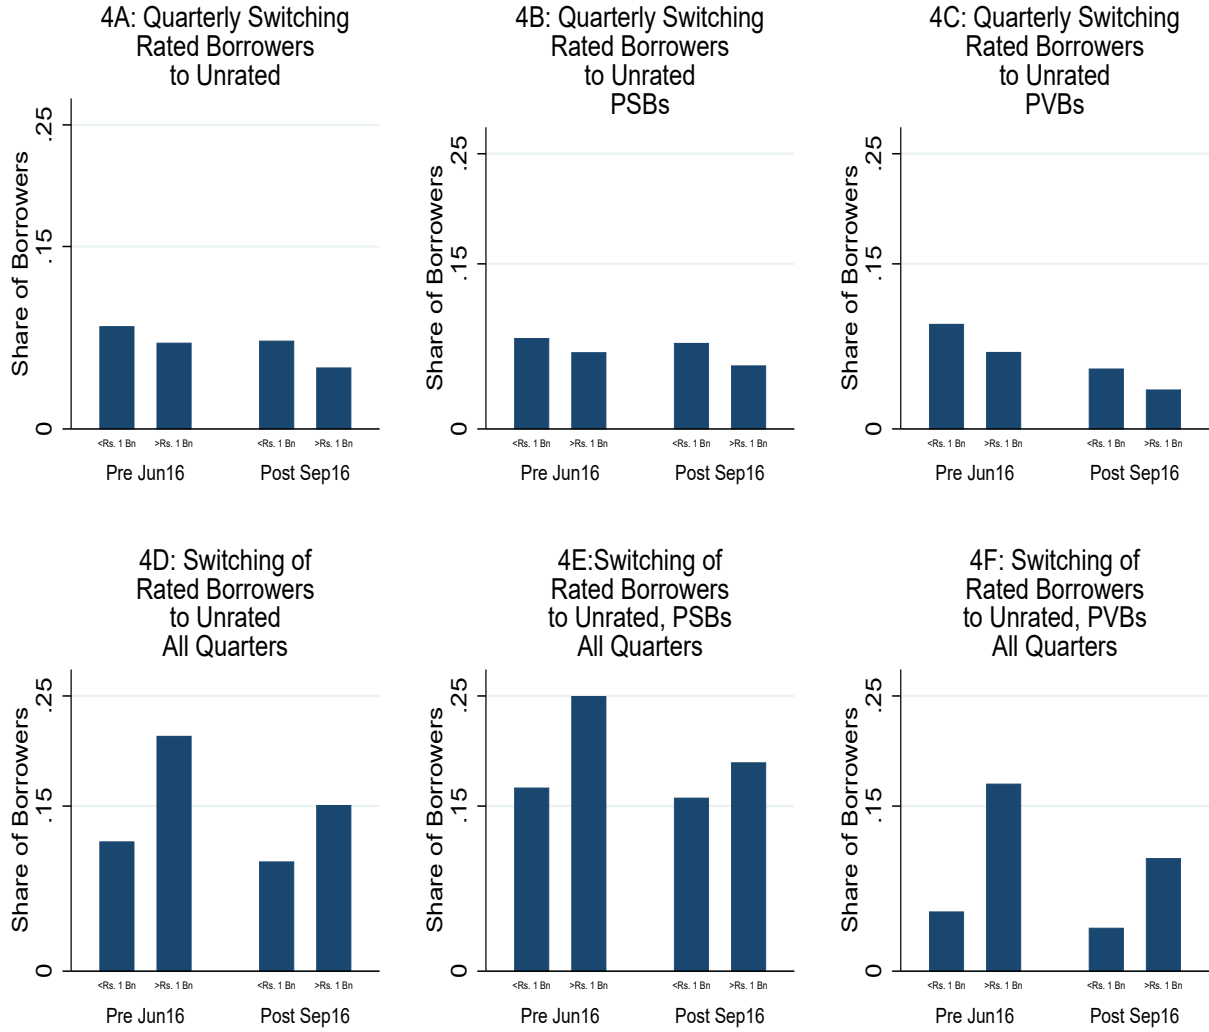 4A: Quarterly Switching
Rated Borrowers
to Unrated
Share of Borrowers
.25
.15
0
<Rs. 1 Bn
>Rs. 1 Bn
<Rs. 1 Bn
>Rs. 1 Bn
Pre Jun16
Post Sep16
4B: Quarterly Switching
Rated Borrowers
to Unrated
PSBs
Share of Borrowers
.25
.15
0
<Rs. 1 Bn
>Rs. 1 Bn
<Rs. 1 Bn
>Rs. 1 Bn
Pre Jun16
Post Sep16
4C: Quarterly Switching
Rated Borrowers
to Unrated
PVBs
Share of Borrowers
.25
.15
0
<Rs. 1 Bn
>Rs. 1 Bn
<Rs. 1 Bn
>Rs. 1 Bn
Pre Jun16
Post Sep16
4D: Switching of
Rated Borrowers
to Unrated
All Quarters
Share of Borrowers
.25
.15
0
<Rs. 1 Bn
>Rs. 1 Bn
<Rs. 1 Bn
>Rs. 1 Bn
Pre Jun16
Post Sep16
4E:Switching of
Rated Borrowers
to Unrated, PSBs
All Quarters
Share of Borrowers
.25
.15
0
<Rs. 1 Bn
>Rs. 1 Bn
<Rs. 1 Bn
>Rs. 1 Bn
Pre Jun16
Post Sep16
4F: Switching of
Rated Borrowers
to Unrated, PVBs
All Quarters
Share of Borrowers
.25
.15
0
<Rs. 1 Bn
>Rs. 1 Bn
<Rs. 1 Bn
>Rs. 1 Bn
Pre Jun16
Post Sep16